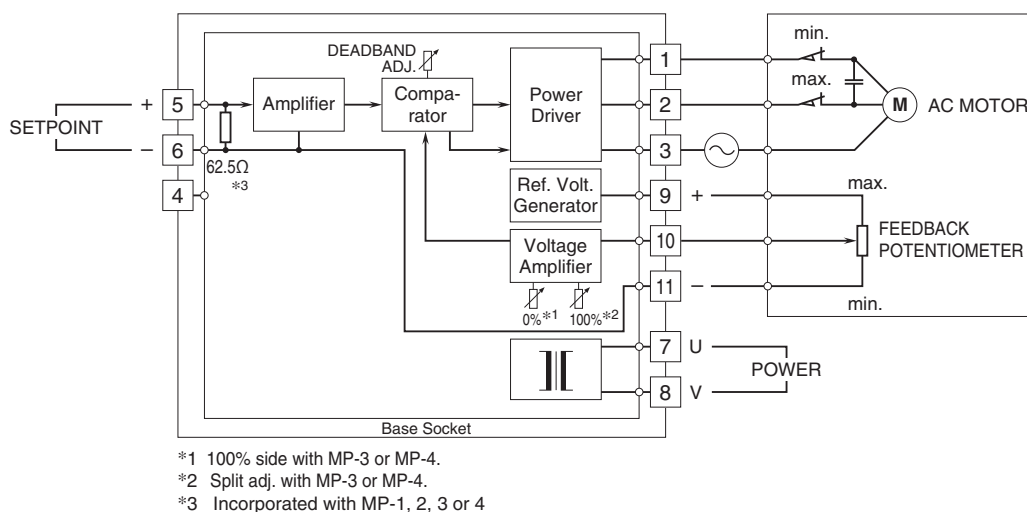 DEADBAND
ADJ.
min.
max.
1
2
3
Amplifier
Compa-
rator
Power
Driver
M
AC MOTOR
+
5
SETPOINT
−
6
62.5Ω
*3
4
Ref. Volt.
Generator
9
+
max.
Voltage
Amplifier
10
FEEDBACK
POTENTIOMETER
11
−
min.
0%*1
100%*2
7
U
POWER
8
V
Base Socket
*1 100% side with MP-3 or MP-4.
*2 Split adj. with MP-3 or MP-4.
*3 Incorporated with MP-1, 2, 3 or 4